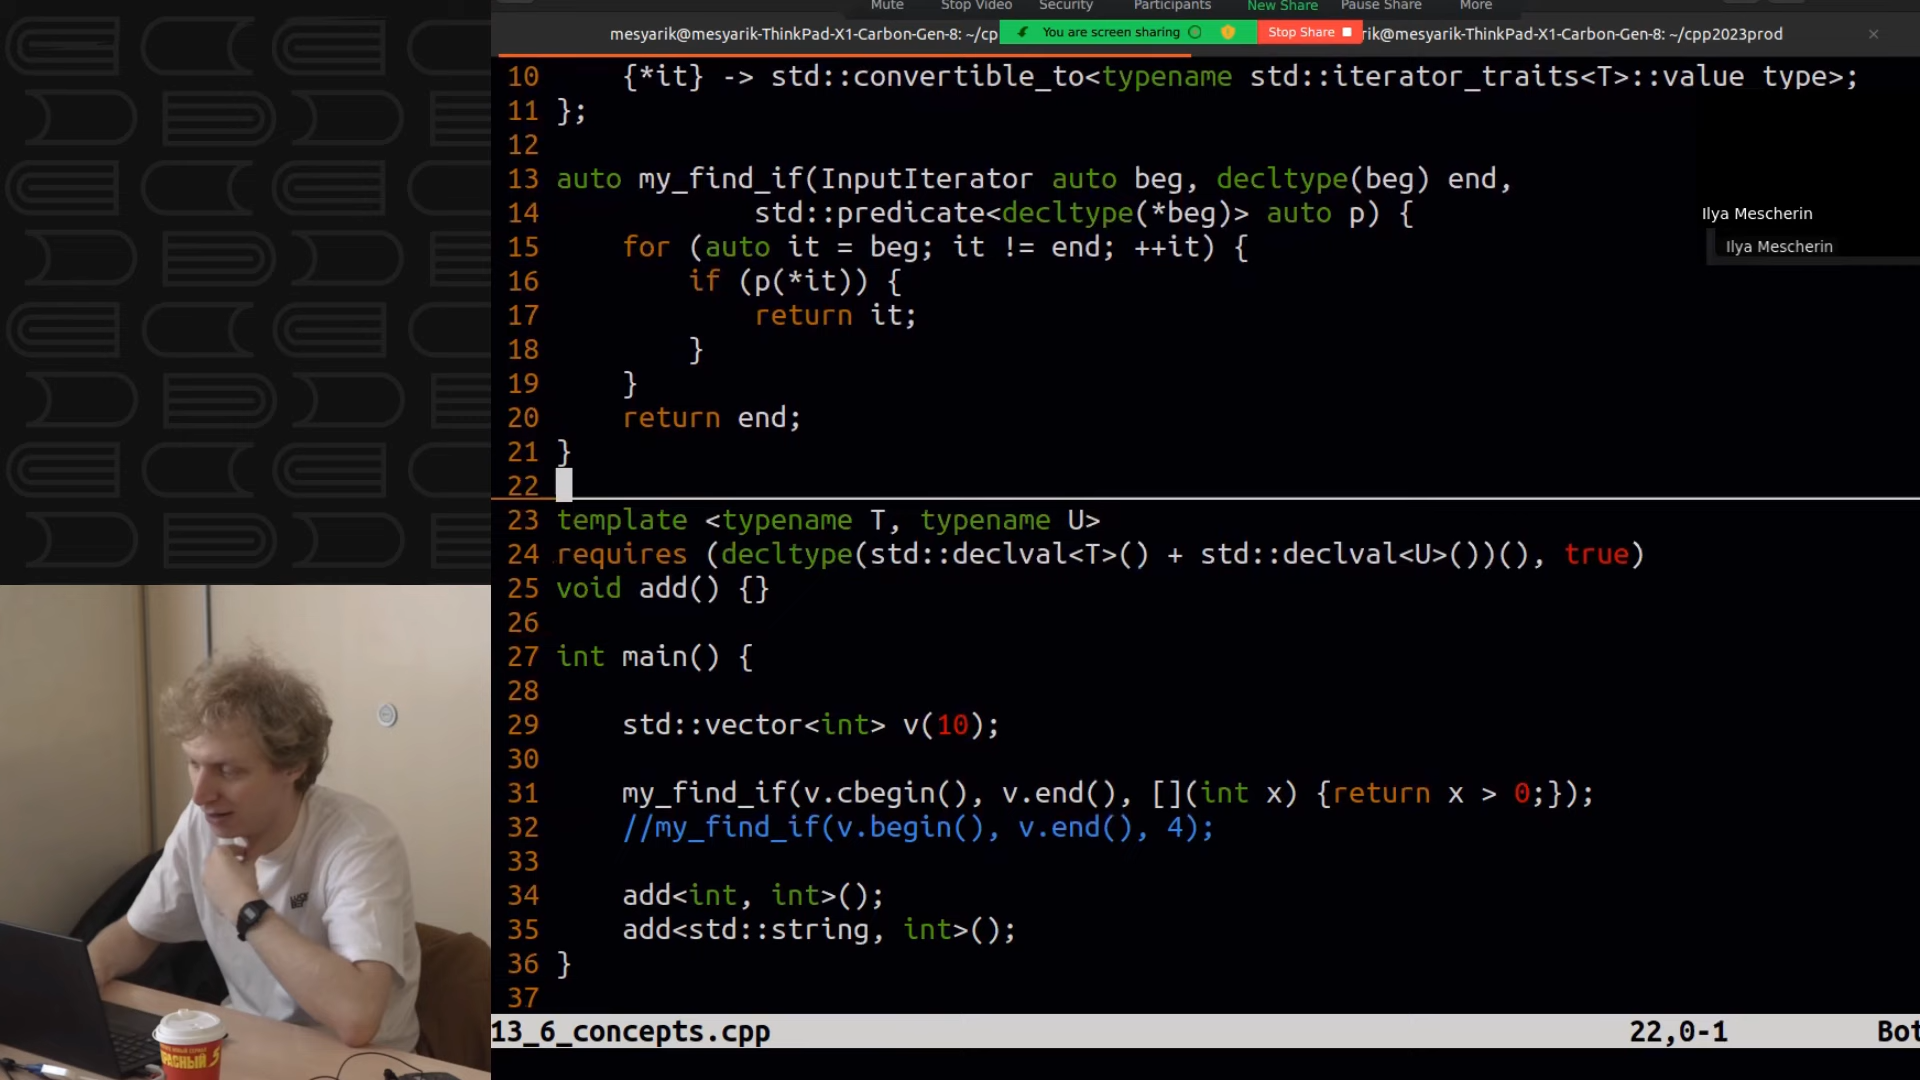 Mute Stop Video Security Participants New Share Pause Share More
mesyarik@mesyarik-ThinkPad-X1-Carbon-Gen-8: ~/cp You are screen sharing Stop Share rik@mesyarik-ThinkPad-X1-Carbon-Gen-8: ~/cpp2023prod ×
10     {*it} -> std::convertible_to<typename std::iterator_traits<T>::value type>;
11 };
12
13 auto my_find_if(InputIterator auto beg, decltype(beg) end,
14             std::predicate<decltype(*beg)> auto p) {
Ilya Mescherin
15     for (auto it = beg; it != end; ++it) {
Ilya Mescherin
16         if (p(*it)) {
17             return it;
18         }
19     }
20     return end;
21 }
22
23 template <typename T, typename U>
24 requires (decltype(std::declval<T>() + std::declval<U>())(), true)
25 void add() {}
26
27 int main() {
28
29     std::vector<int> v(10);
30
31     my_find_if(v.cbegin(), v.end(), [](int x) {return x > 0;});
32     //my_find_if(v.begin(), v.end(), 4);
33
34     add<int, int>();
35     add<std::string, int>();
36 }
37
13_6_concepts.cpp 22,0-1 Bot